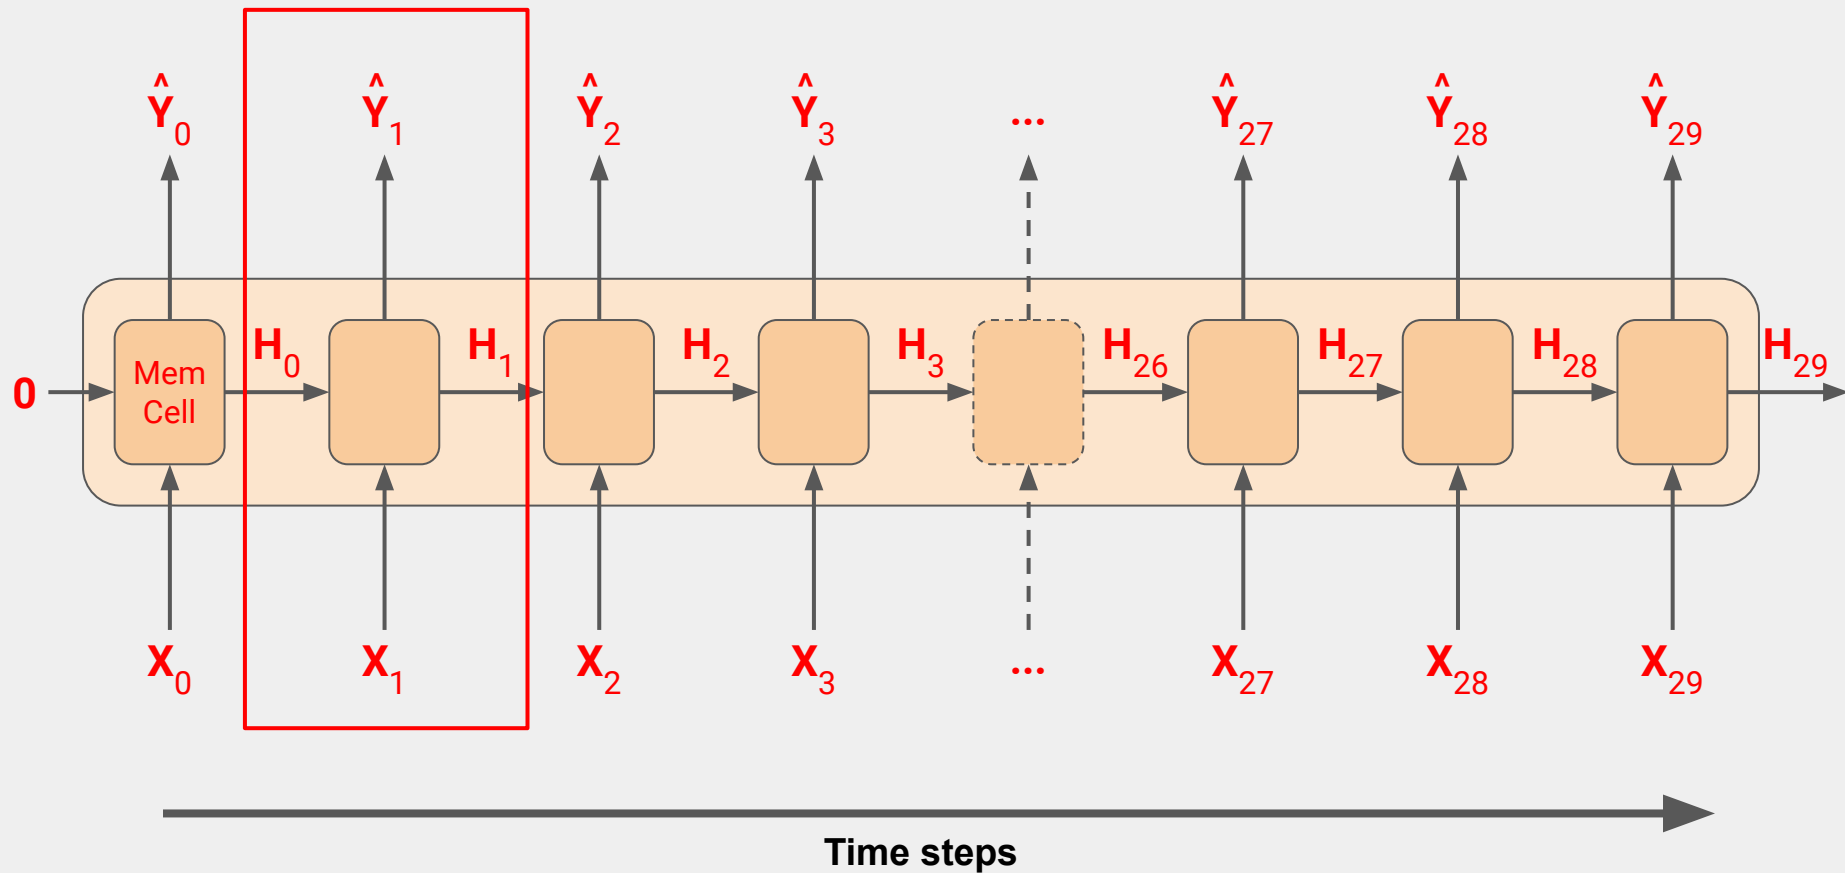 Ŷ0 Ŷ1 Ŷ2 Ŷ3 ... Ŷ27 Ŷ28 Ŷ29
H0 H1 H2 H3 H26 H27 H28 H29
0 Mem
Cell
X0 X1 X2 X3 ... X27 X28 X29
Time steps